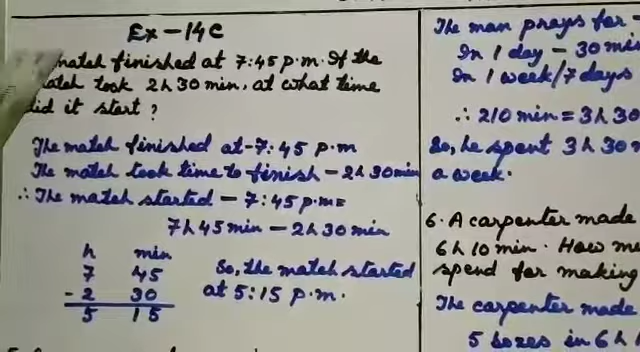 Ex - 14C
match finished at 7:45 p.m. If the
match took 2h 30 min, at what time
did it start?
The match finished at - 7:45 p.m
The match took time to finish - 2h 30min
∴ The match started - 7:45 p.m =
7h 45 min - 2h 30 min
h min
7 45
- 2 30
5 15
So, the match started
at 5:15 p.m.
The man prays for -
In 1 day - 30 min
In 1 week/7 days
∴ 210 min = 3h 30
So, he spent 3h 30
a week.
6. A carpenter made
6h 10 min. How
spend for making
The carpenter made
5 boxes in 6h